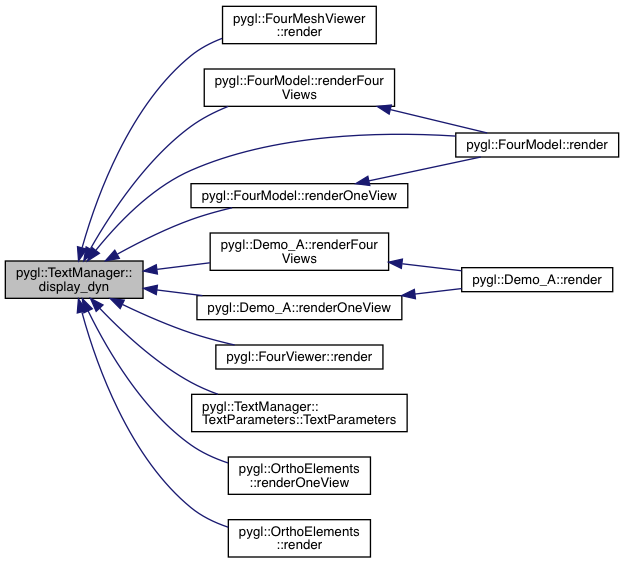 pygl::FourMeshViewer
::render
pygl::FourModel::renderFour
Views
pygl::FourModel::render
pygl::FourModel::renderOneView
pygl::Demo_A::renderFour
Views
pygl::TextManager::
display_dyn
pygl::Demo_A::render
pygl::Demo_A::renderOneView
pygl::FourViewer::render
pygl::TextManager::
TextParameters::TextParameters
pygl::OrthoElements
::renderOneView
pygl::OrthoElements
::render